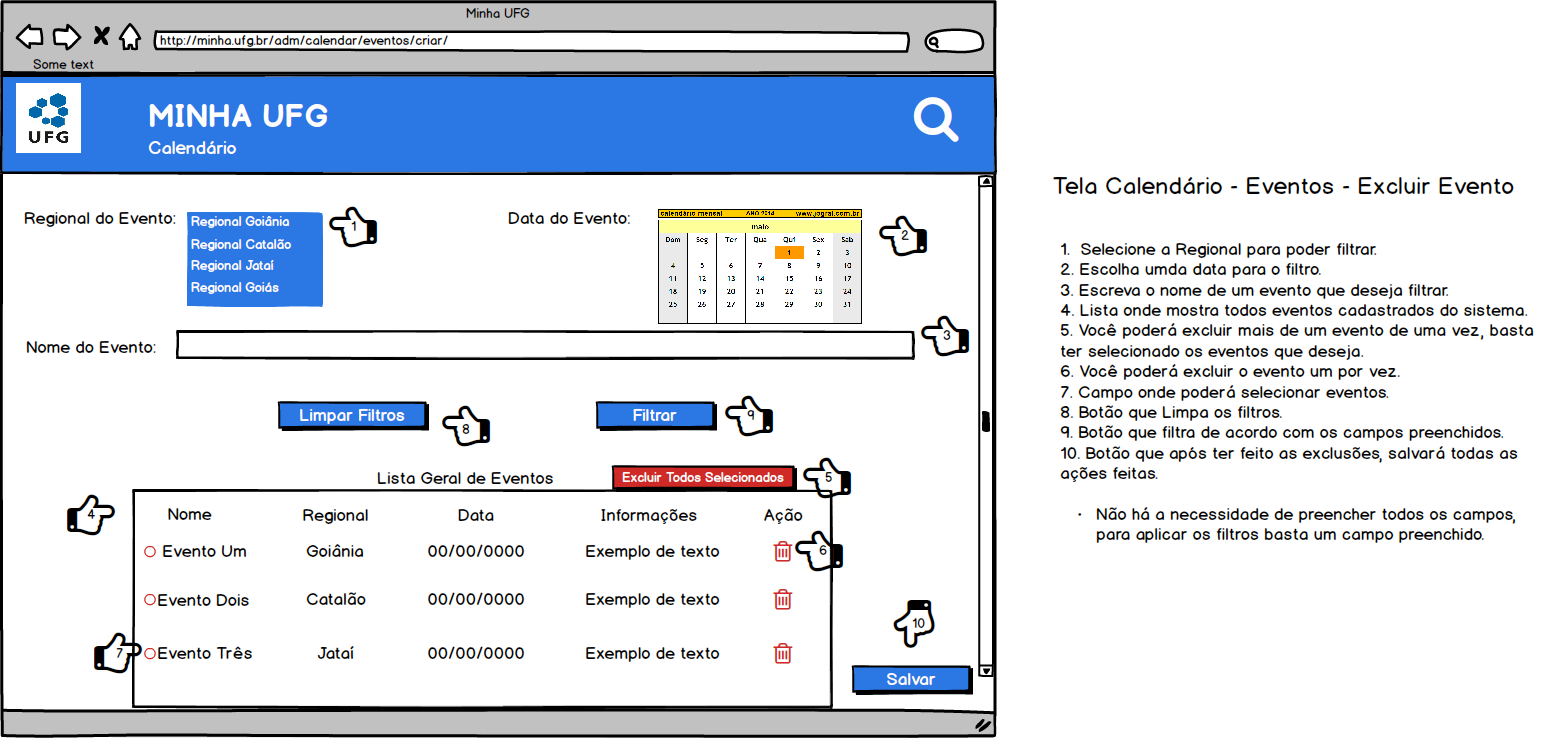 Minha UFG
http://minha.ufg.br/adm/calendar/eventos/criar/
Some text
UFG
MINHA UFG
Calendário
Regional do Evento:
Regional Goiânia
Regional Catalão
Regional Jataí
Regional Goiás
1
Data do Evento:
calendário mensal ANO 2014 www.jogral.com.br
maio
Dom Seg Ter Qua Qui Sex Sab
1 2 3
4 5 6 7 8 9 10
11 12 13 14 15 16 17
18 19 20 21 22 23 24
25 26 27 28 29 30 31
2
Nome do Evento:
3
Limpar Filtros
8
Filtrar
9
Lista Geral de Eventos
Excluir Todos Selecionados
5
4
Nome Regional Data Informações Ação
Evento Um Goiânia 00/00/0000 Exemplo de texto
6
Evento Dois Catalão 00/00/0000 Exemplo de texto
7
Evento Três Jataí 00/00/0000 Exemplo de texto
10
Salvar
Tela Calendário - Eventos - Excluir Evento
1. Selecione a Regional para poder filtrar.
2. Escolha umda data para o filtro.
3. Escreva o nome de um evento que deseja filtrar.
4. Lista onde mostra todos eventos cadastrados do sistema.
5. Você poderá excluir mais de um evento de uma vez, basta
ter selecionado os eventos que deseja.
6. Você poderá excluir o evento um por vez.
7. Campo onde poderá selecionar eventos.
8. Botão que Limpa os filtros.
9. Botão que filtra de acordo com os campos preenchidos.
10. Botão que após ter feito as exclusões, salvará todas as
ações feitas.
· Não há a necessidade de preencher todos os campos,
para aplicar os filtros basta um campo preenchido.